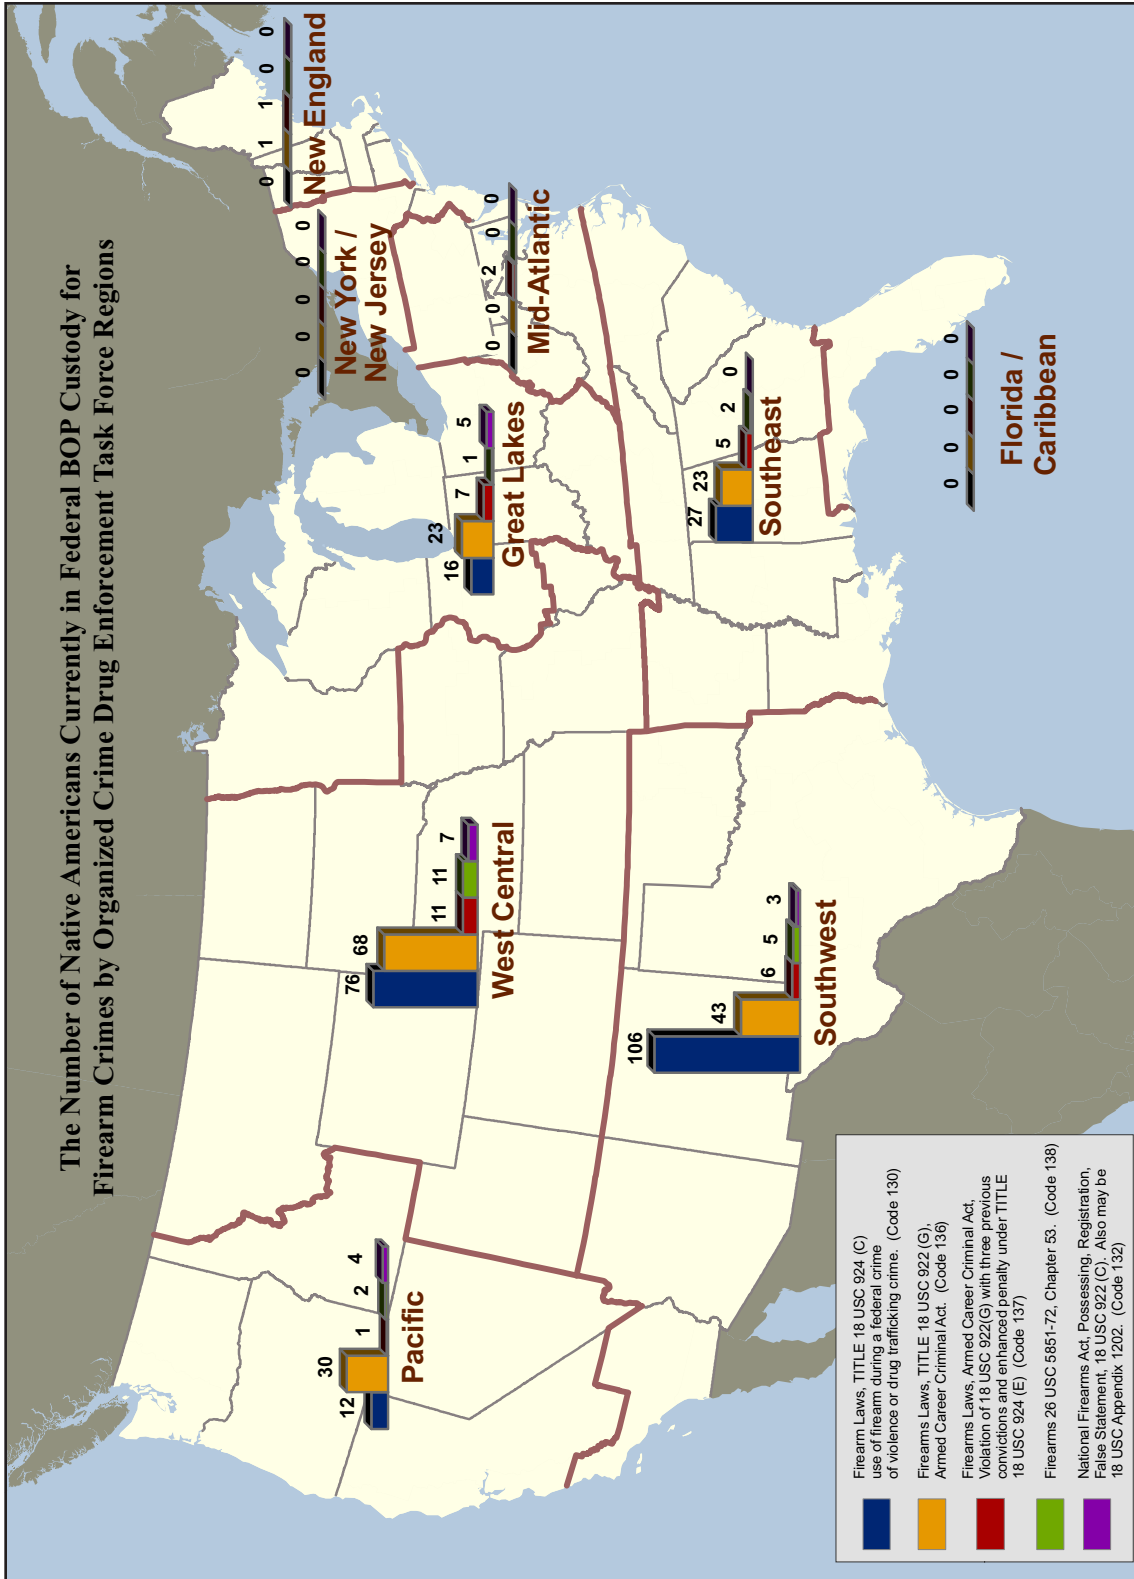 The Number of Native Americans Currently in Federal BOP Custody for
Firearm Crimes by Organized Crime Drug Enforcement Task Force Regions
12 30 1 2 4
Pacific
76 68 11 11 7
West Central
106 43 6 5 3
Southwest
16 23 7 1 5
Great Lakes
27 23 5 2 0
Southeast
0 0 0 0 0
New York /
New Jersey
0 1 1 0 0
New England
0 0 2 0 0
Mid-Atlantic
0 0 0 0 0
Florida /
Caribbean
Firearm Laws, TITLE 18 USC 924 (C)
use of firearm during a federal crime
of violence or drug trafficking crime. (Code 130)
Firearms Laws, TITLE 18 USC 922 (G),
Armed Career Criminal Act. (Code 136)
Firearms Laws, Armed Career Criminal Act,
Violation of 18 USC 922(G) with three previous
convictions and enhanced penalty under TITLE
18 USC 924 (E) (Code 137)
Firearms 26 USC 5851-72, Chapter 53. (Code 138)
National Firearms Act, Possessing, Registration,
False Statement, 18 USC 922 (C). Also may be
18 USC Appendix 1202. (Code 132)